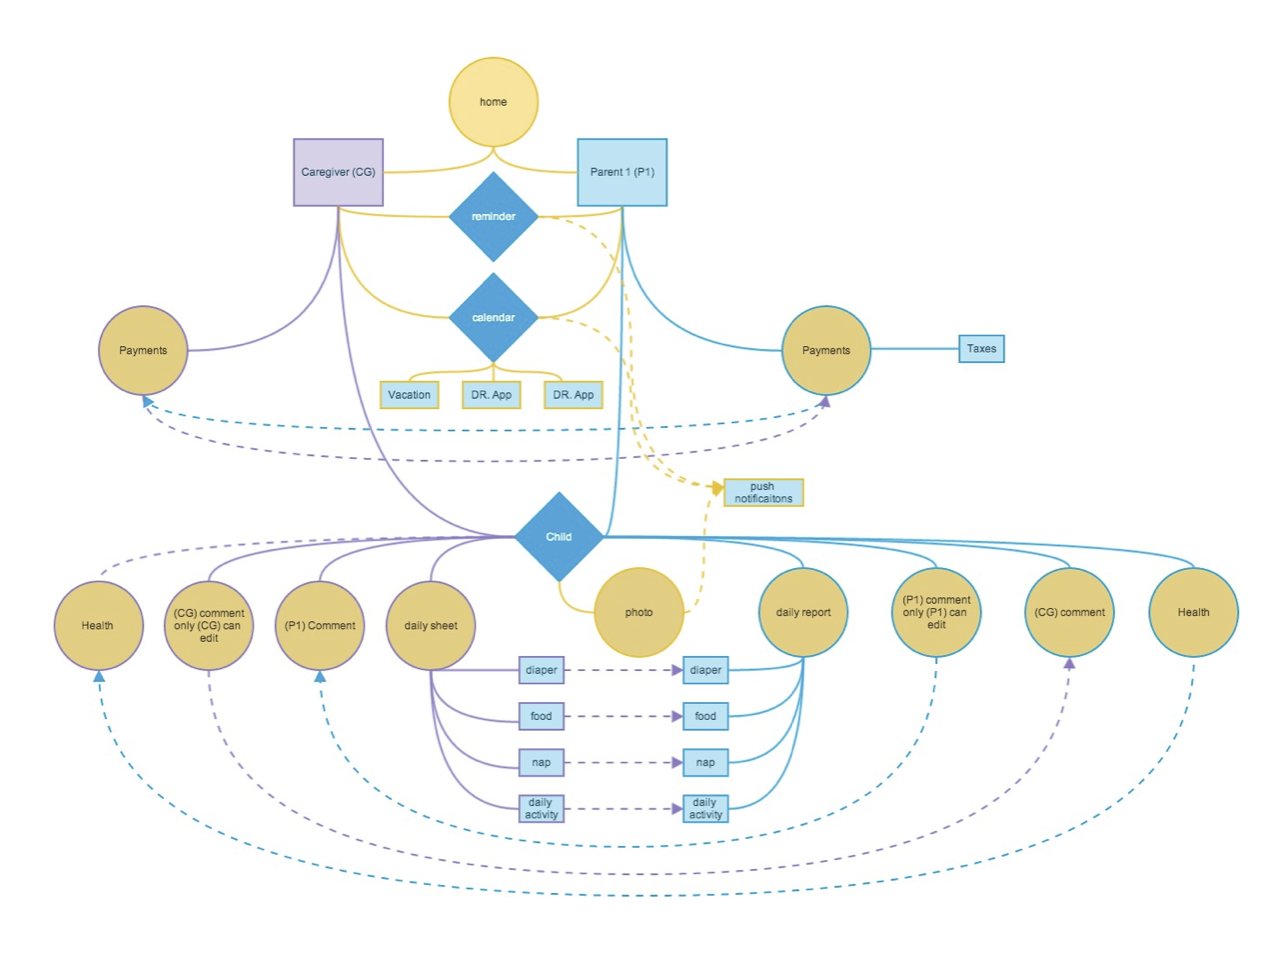 home
Caregiver (CG)
Parent 1 (P1)
reminder
calendar
Payments
Payments
Taxes
Vacation
DR. App
DR. App
push
notificaitons
Child
Health
(CG) comment
only (CG) can
edit
(P1) Comment
daily sheet
photo
daily report
(P1) comment
only (P1) can
edit
(CG) comment
Health
diaper
diaper
food
food
nap
nap
daily
activity
daily
activity